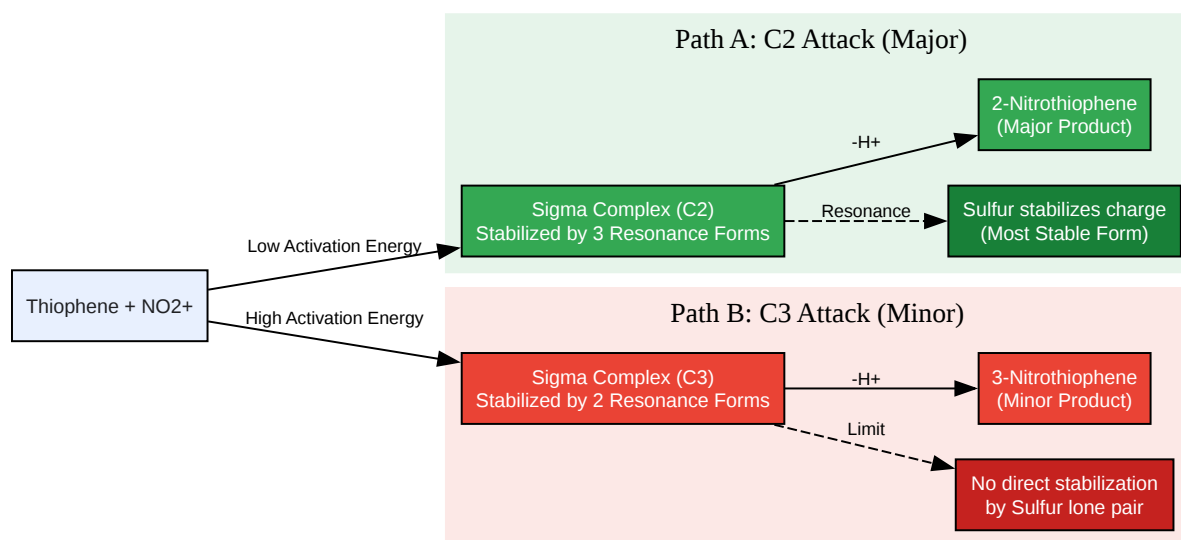 Path A: C2 Attack (Major)
2-Nitrothiophene
(Major Product)
-H+
Sigma Complex (C2)
Stabilized by 3 Resonance Forms
Resonance
Sulfur stabilizes charge
(Most Stable Form)
Low Activation Energy
Thiophene + NO2+
High Activation Energy
Path B: C3 Attack (Minor)
Sigma Complex (C3)
Stabilized by 2 Resonance Forms
-H+
3-Nitrothiophene
(Minor Product)
Limit
No direct stabilization
by Sulfur lone pair